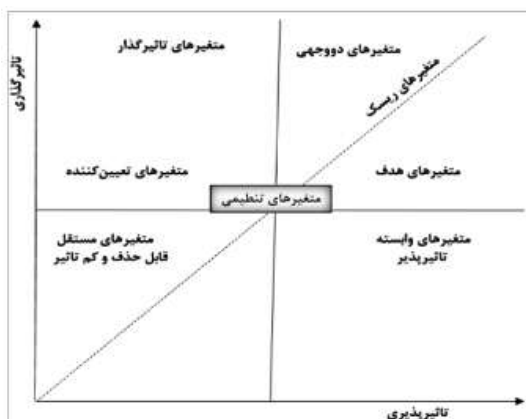 متغیرهای دووجهی
متغیرهای تاثیرگذار
متغیرهای ریسک
تاثیرگذاری
متغیرهای هدف
متغیرهای تعیین‌کننده
متغیرهای تنظیمی
متغیرهای وابسته
تاثیرپذیر
متغیرهای مستقل
قابل حذف و کم تاثیر
تاثیرپذیری